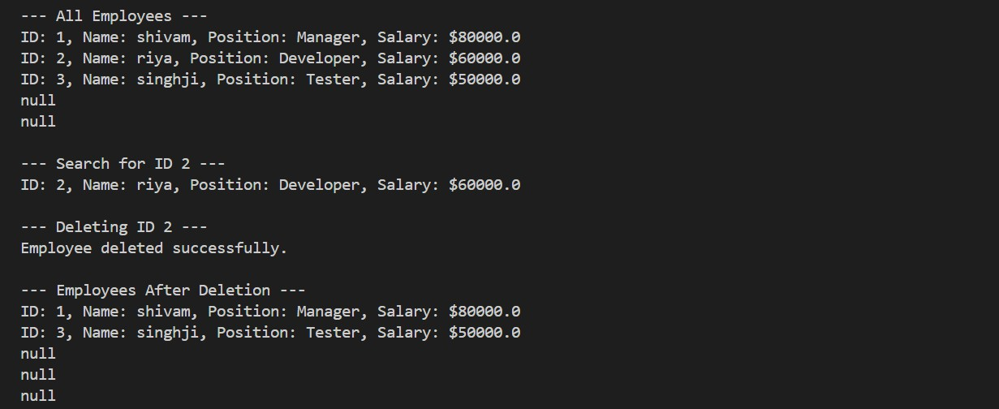 --- All Employees ---
ID: 1, Name: shivam, Position: Manager, Salary: $80000.0
ID: 2, Name: riya, Position: Developer, Salary: $60000.0
ID: 3, Name: singhji, Position: Tester, Salary: $50000.0
null
null
--- Search for ID 2 ---
ID: 2, Name: riya, Position: Developer, Salary: $60000.0
--- Deleting ID 2 ---
Employee deleted successfully.
--- Employees After Deletion ---
ID: 1, Name: shivam, Position: Manager, Salary: $80000.0
ID: 3, Name: singhji, Position: Tester, Salary: $50000.0
null
null
null